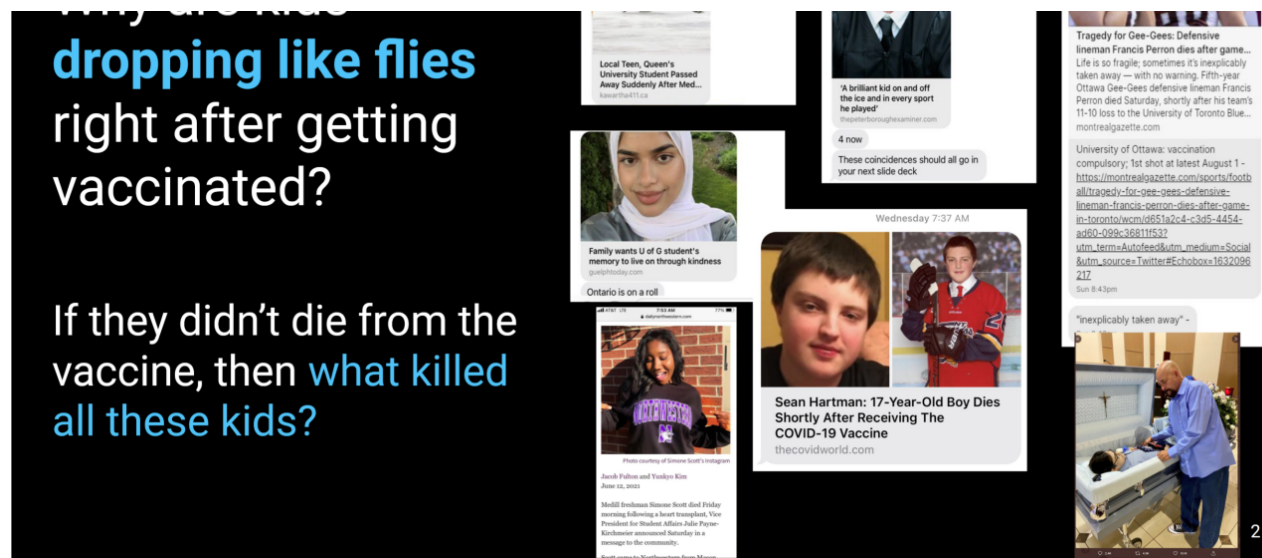 Why are kids
dropping like flies
right after getting
vaccinated?
If they didn’t die from the
vaccine, then what killed
all these kids?
Local Teen, Queen's
University Student Passed
Away Suddenly After Med...
kawartha411.ca
'A brilliant kid on and off
the ice and in every sport
he played'
thepeterboroughexaminer.com
4 now
These coincidences should all go in
your next slide deck
Tragedy for Gee-Gees: Defensive
lineman Francis Perron dies after game...
Life is so fragile; sometimes it's inexplicably
taken away — with no warning. Fifth-year
Ottawa Gee-Gees defensive lineman Francis
Perron died Saturday, shortly after his team's
11-10 loss to the University of Toronto Blue...
montrealgazette.com
University of Ottawa: vaccination
compulsory; 1st shot at latest August 1 -
https://montrealgazette.com/sports/footb
all/tragedy-for-gee-gees-defensive-
lineman-francis-perron-dies-after-game-
in-toronto/wcm/d651a2c4-c3d5-4454-
ad60-099c36811f53?
utm_term=Autofeed&utm_medium=Social
&utm_source=Twitter#Echobox=1632096
217
Sun 8:43pm
"inexplicably taken away" -
Family wants U of G student's
memory to live on through kindness
guelphtoday.com
Ontario is on a roll
Wednesday 7:37 AM
Sean Hartman: 17-Year-Old Boy Dies
Shortly After Receiving The
COVID-19 Vaccine
thecovidworld.com
AT&T LTE 7:53 AM 77%
dailynorthwestern.com
NORTHWESTERN
N
Photo courtesy of Simone Scott's Instagram
Jacob Fulton and Yunkyo Kim
June 12, 2021
Medill freshman Simone Scott died Friday
morning following a heart transplant, Vice
President for Student Affairs Julie Payne-
Kirchmeier announced Saturday in a
message to the community.
2